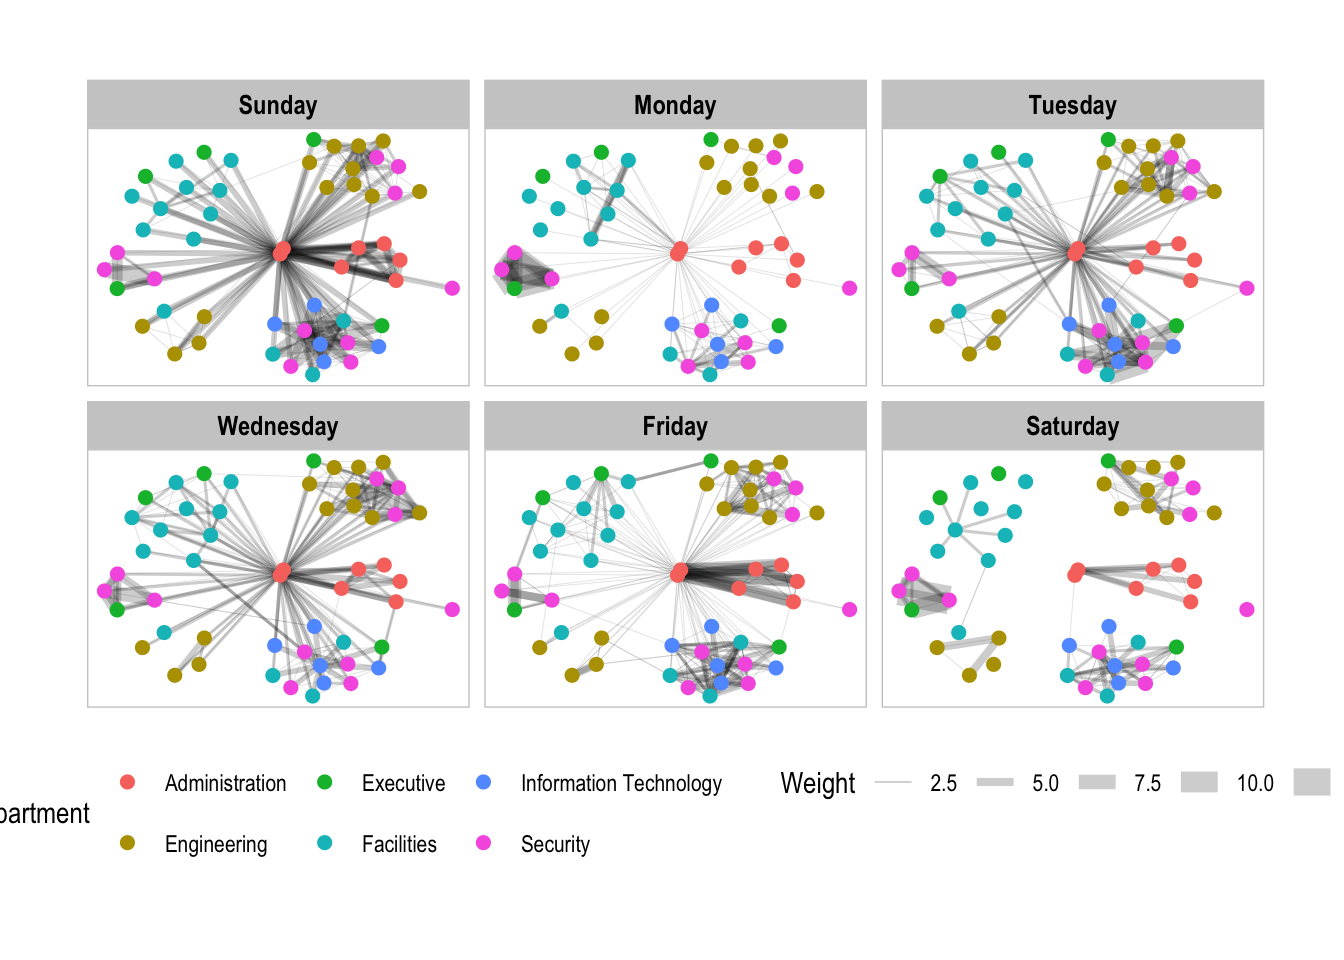 Sunday
Monday
Tuesday
Wednesday
Friday
Saturday
partment
Administration
Executive
Information Technology
Engineering
Facilities
Security
Weight
2.5
5.0
7.5
10.0